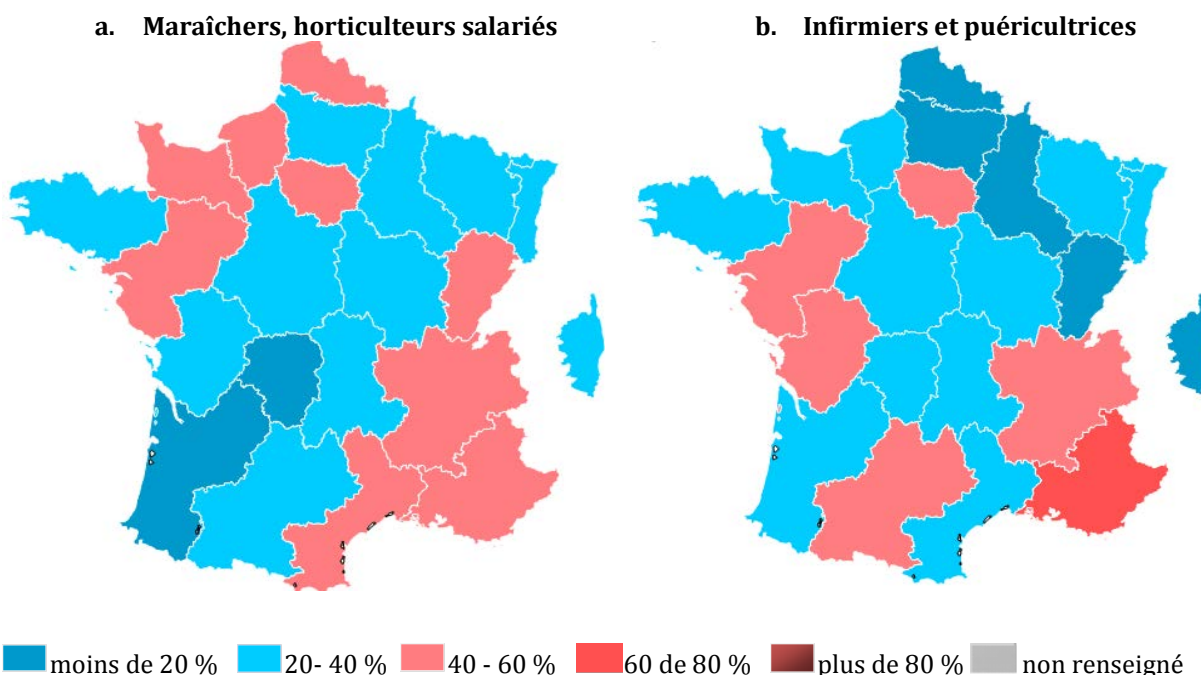 a. Maraîchers, horticulteurs salariés
b. Infirmiers et puéricultrices
moins de 20 % 20- 40 % 40 - 60 % 60 de 80 % plus de 80 % non renseigné